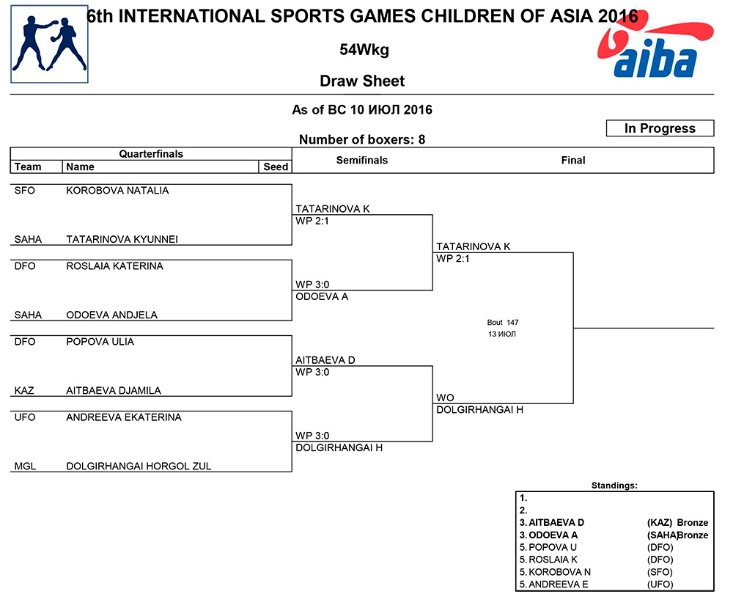 6th INTERNATIONAL SPORTS GAMES CHILDREN OF ASIA 2016
aiba
54Wkg
Draw Sheet
As of ВС 10 ИЮЛ 2016
In Progress
Number of boxers: 8
Quarterfinals
Semifinals
Final
Team Name Seed
SFO KOROBOVA NATALIA
TATARINOVA K
WP 2:1
SAHA TATARINOVA KYUNNEI
TATARINOVA K
WP 2:1
DFO ROSLAIA KATERINA
WP 3:0
ODOEVA A
SAHA ODOEVA ANDJELA
Bout 147
13 ИЮЛ
DFO POPOVA ULIA
AITBAEVA D
WP 3:0
KAZ AITBAEVA DJAMILA
WO
DOLGIRHANGAI H
UFO ANDREEVA EKATERINA
WP 3:0
DOLGIRHANGAI H
MGL DOLGIRHANGAI HORGOL ZUL
Standings:
1.
2.
3. AITBAEVA D (KAZ) Bronze
3. ODOEVA A (SAHA) Bronze
5. POPOVA U (DFO)
5. ROSLAIA K (DFO)
5. KOROBOVA N (SFO)
5. ANDREEVA E (UFO)